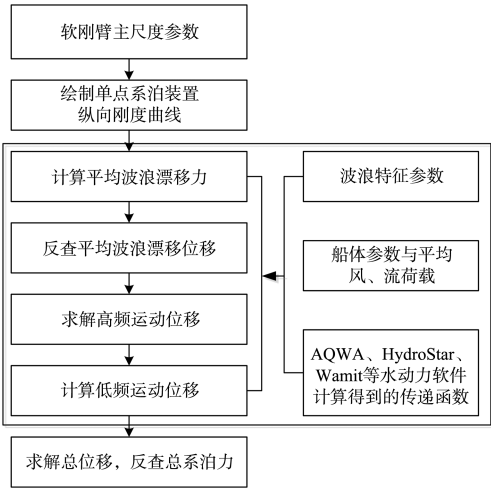 软刚臂主尺度参数
绘制单点系泊装置
纵向刚度曲线
计算平均波浪漂移力
反查平均波浪漂移位移
求解高频运动位移
计算低频运动位移
求解总位移，反查总系泊力
波浪特征参数
船体参数与平均
风、流荷载
AQWA、HydroStar、
Wamit等水动力软件
计算得到的传递函数